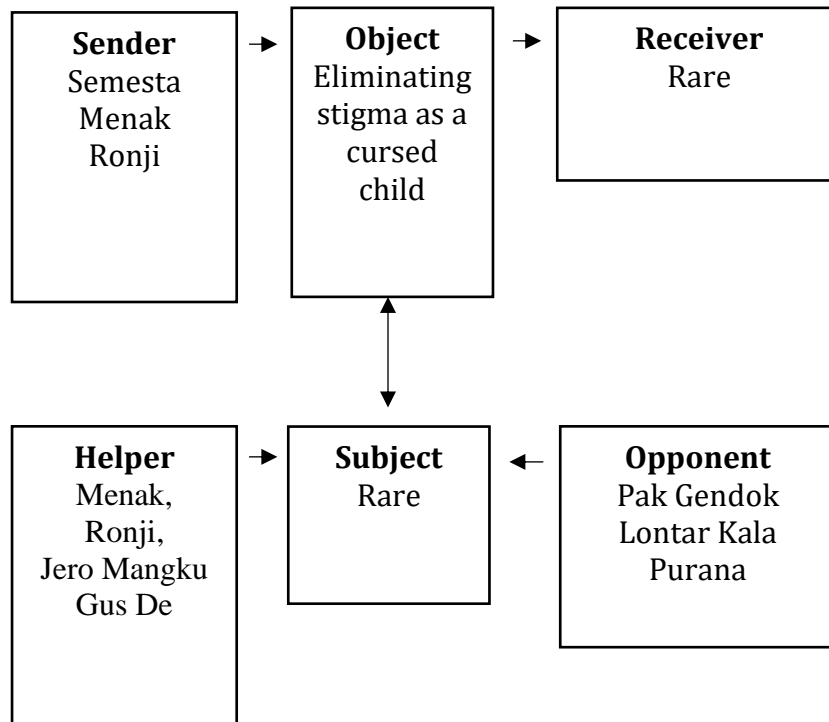 Sender
Semesta
Menak
Ronji
Object
Eliminating
stigma as a
cursed
child
Receiver
Rare
Helper
Menak,
Ronji,
Jero Mangku
Gus De
Subject
Rare
Opponent
Pak Gendok
Lontar Kala
Purana